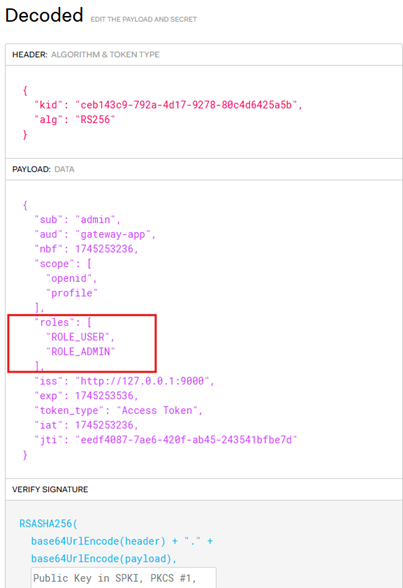 Decoded EDIT THE PAYLOAD AND SECRET
HEADER: ALGORITHM & TOKEN TYPE
{
"kid": "ceb143c9-792a-4d17-9278-80c4d6425a5b",
"alg": "RS256"
}
PAYLOAD: DATA
{
"sub": "admin",
"aud": "gateway-app",
"nbf": 1745253236,
"scope": [
"openid",
"profile"
],
"roles": [
"ROLE_USER",
"ROLE_ADMIN"
],
"iss": "http://127.0.0.1:9000",
"exp": 1745253536,
"token_type": "Access Token",
"iat": 1745253236,
"jti": "eedf4087-7ae6-420f-ab45-243541bfbe7d"
}
VERIFY SIGNATURE
RSASHA256(
base64UrlEncode(header) + "." +
base64UrlEncode(payload),
Public Key in SPKI, PKCS #1,